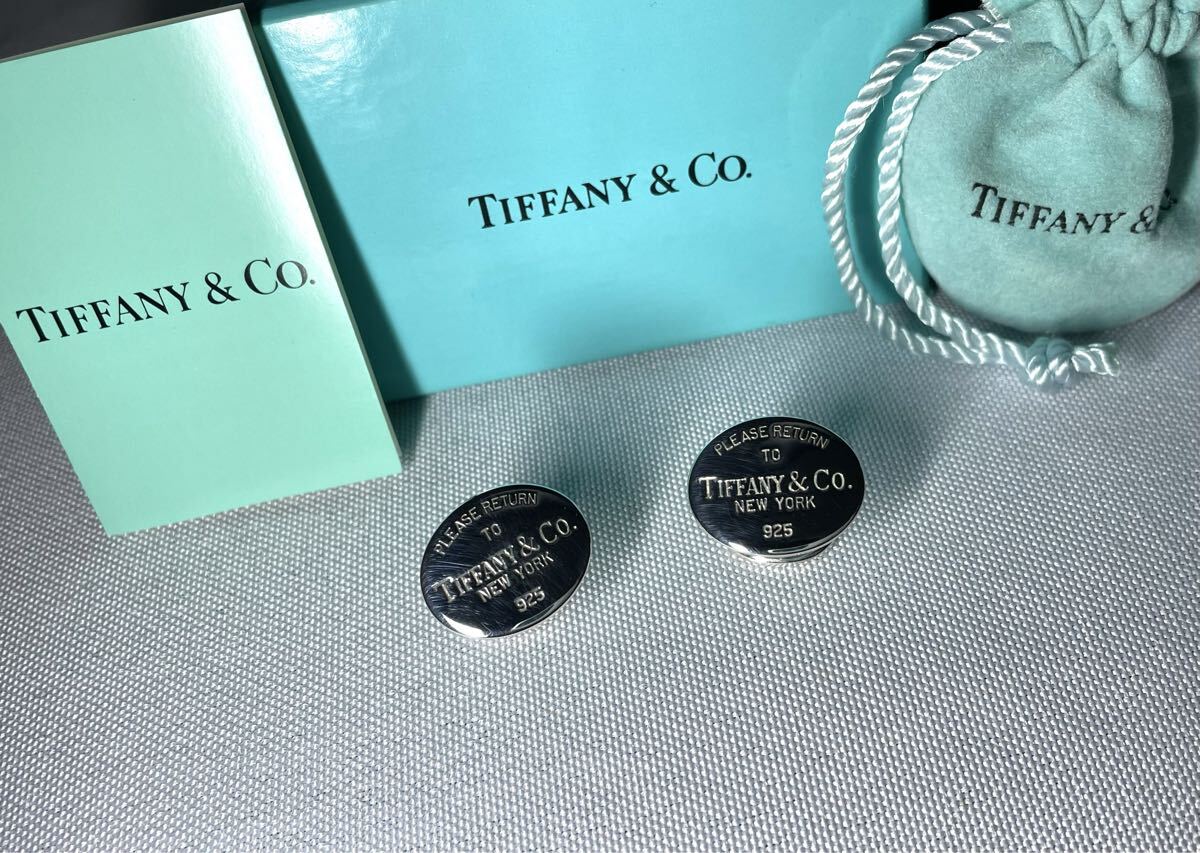 TIFFANY & CO.
TIFFANY & CO.
TIFFANY &
PLEASE RETURN
TO
TIFFANY & CO.
NEW YORK
925
PLEASE RETURN
TO
TIFFANY & CO.
NEW YORK
925